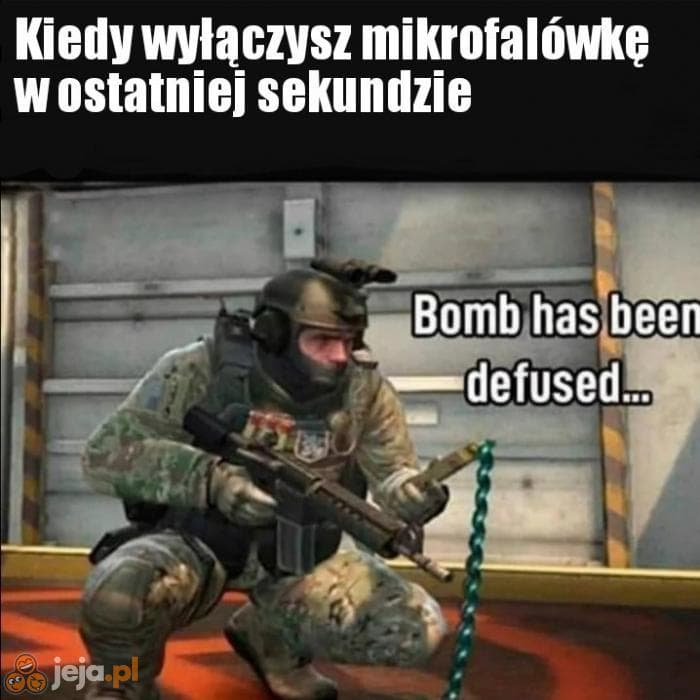 Kiedy wyłączysz mikrofalówkę
w ostatniej sekundzie
Bomb has been
defused...
jeja.pl